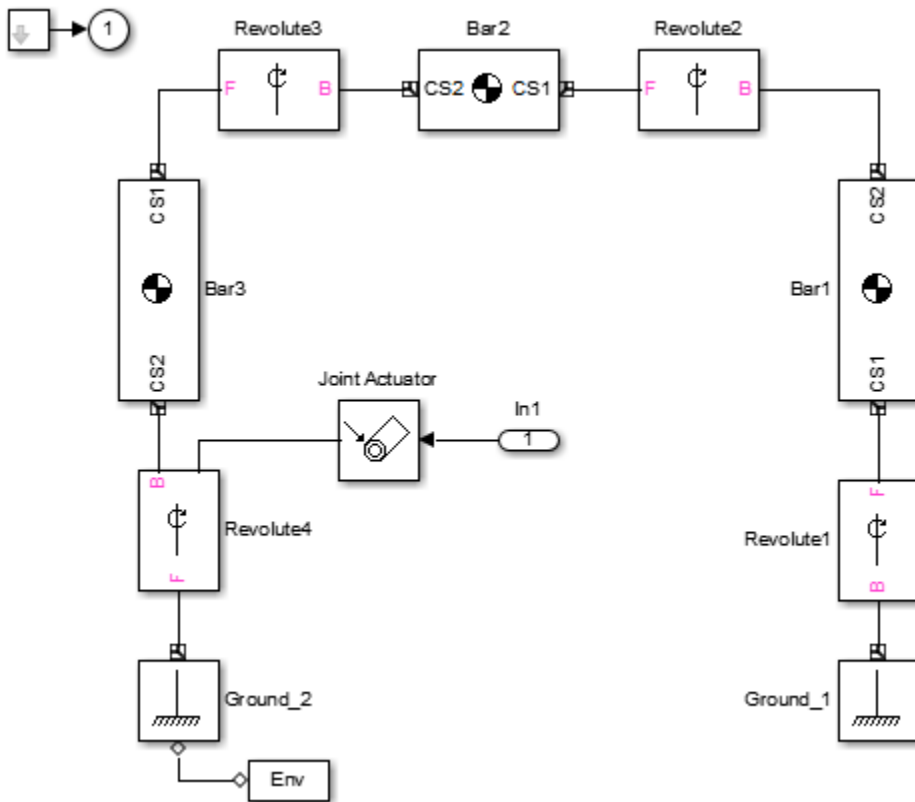 1
Revolute3
Bar2
Revolute2
F B
CS2 CS1
F B
CS1
CS2
Bar3
Bar1
CS2
CS1
Joint Actuator
In1
1
B
F
Revolute4
Revolute1
F
B
Ground_2
Ground_1
Env